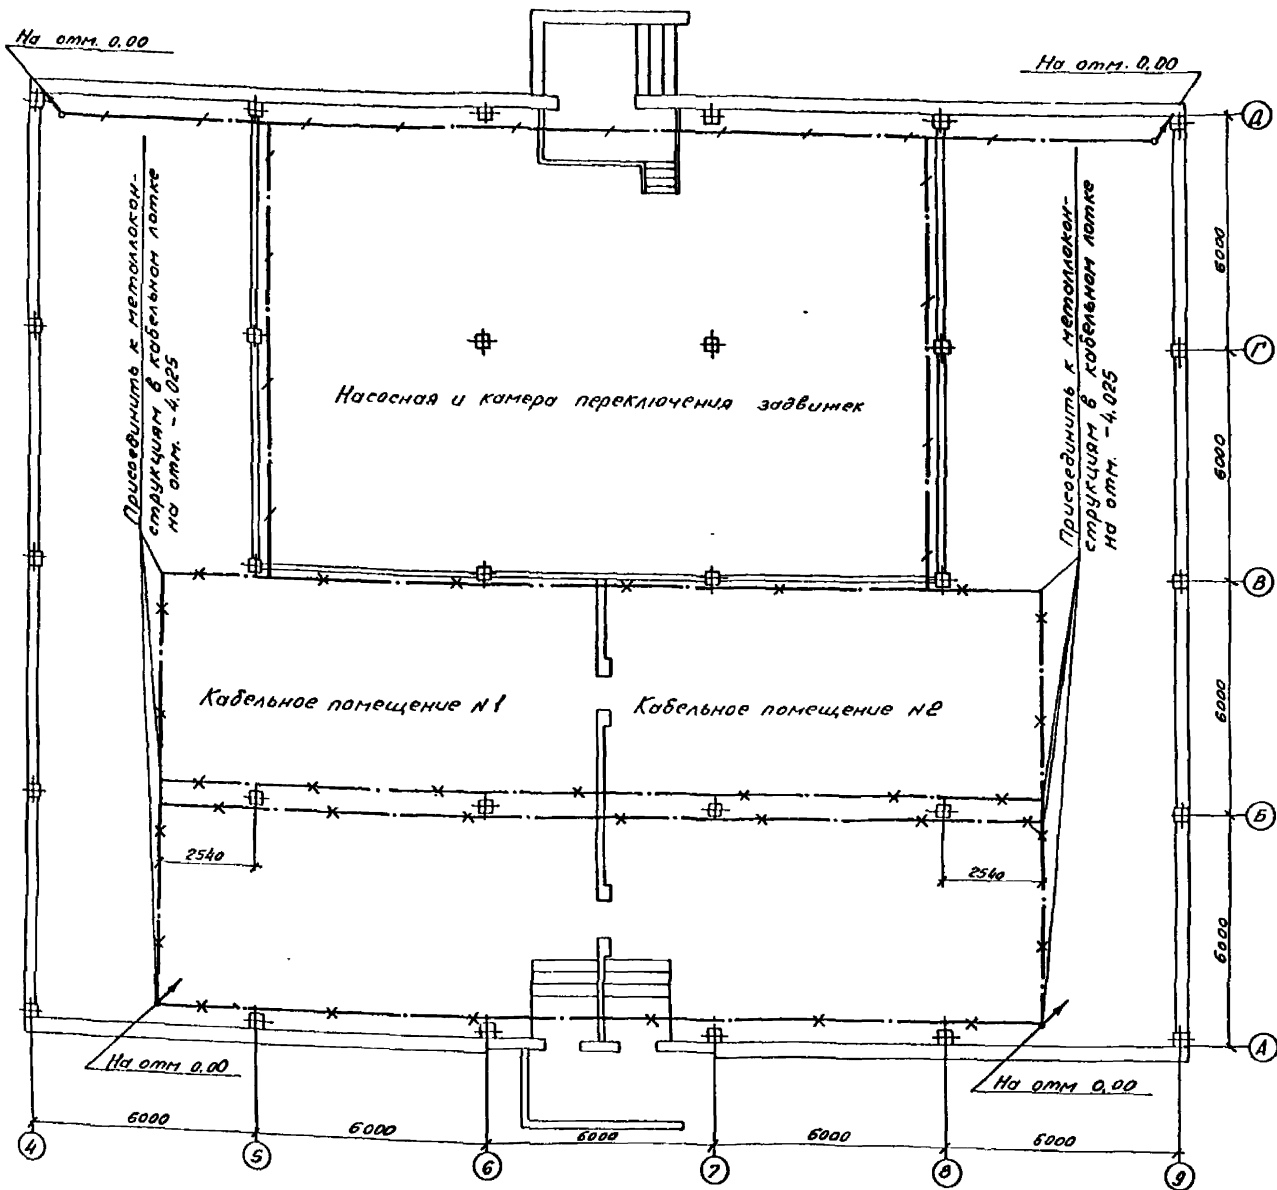 На отм. 0.00
На отм. 0.00
Д
Присоединить к металлокон-
струкциям в кабельном лотке
на отм. -4.025
Присоединить к металлокон-
струкциям в кабельном лотке
на отм. -4.025
6000
Г
Насосная и камера переключения задвижек
6000
В
Кабельное помещение N1
Кабельное помещение N2
6000
Б
2540
2540
6000
А
На отм 0.00
На отм 0.00
6000
6000
6000
6000
6000
4
5
6
7
8
9